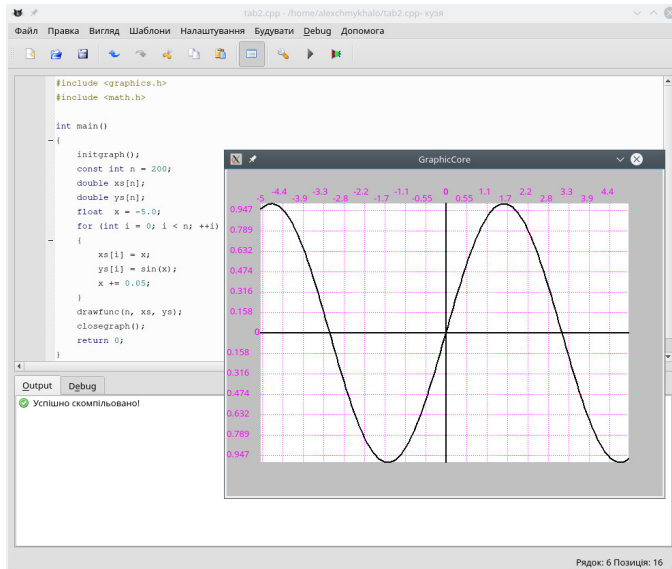 tab2.cpp - /home/alexchmykhalo/tab2.cpp- кузя
Файл Правка Вигляд Шаблони Налаштування Будувати Debug Допомога
#include <graphics.h>
#include <math.h>
int main()
{
initgraph();
const int n = 200;
double xs[n];
double ys[n];
float x = -5.0;
for (int i = 0; i < n; ++i)
{
xs[i] = x;
ys[i] = sin(x);
x += 0.05;
}
drawfunc(n, xs, ys);
closegraph();
return 0;
}
GraphicCore
-4.4 -3.3 -2.2 -1.1 0 1.1 2.2 3.3 4.4
-5 -3.9 -2.8 -1.7 -0.55 0.55 1.7 2.8 3.9
0.947
0.789
0.632
0.474
0.316
0.158
0
0.158
0.316
0.474
0.632
0.789
0.947
Output Debug
Успішно скомпільовано!
Рядок: 6 Позиція: 16